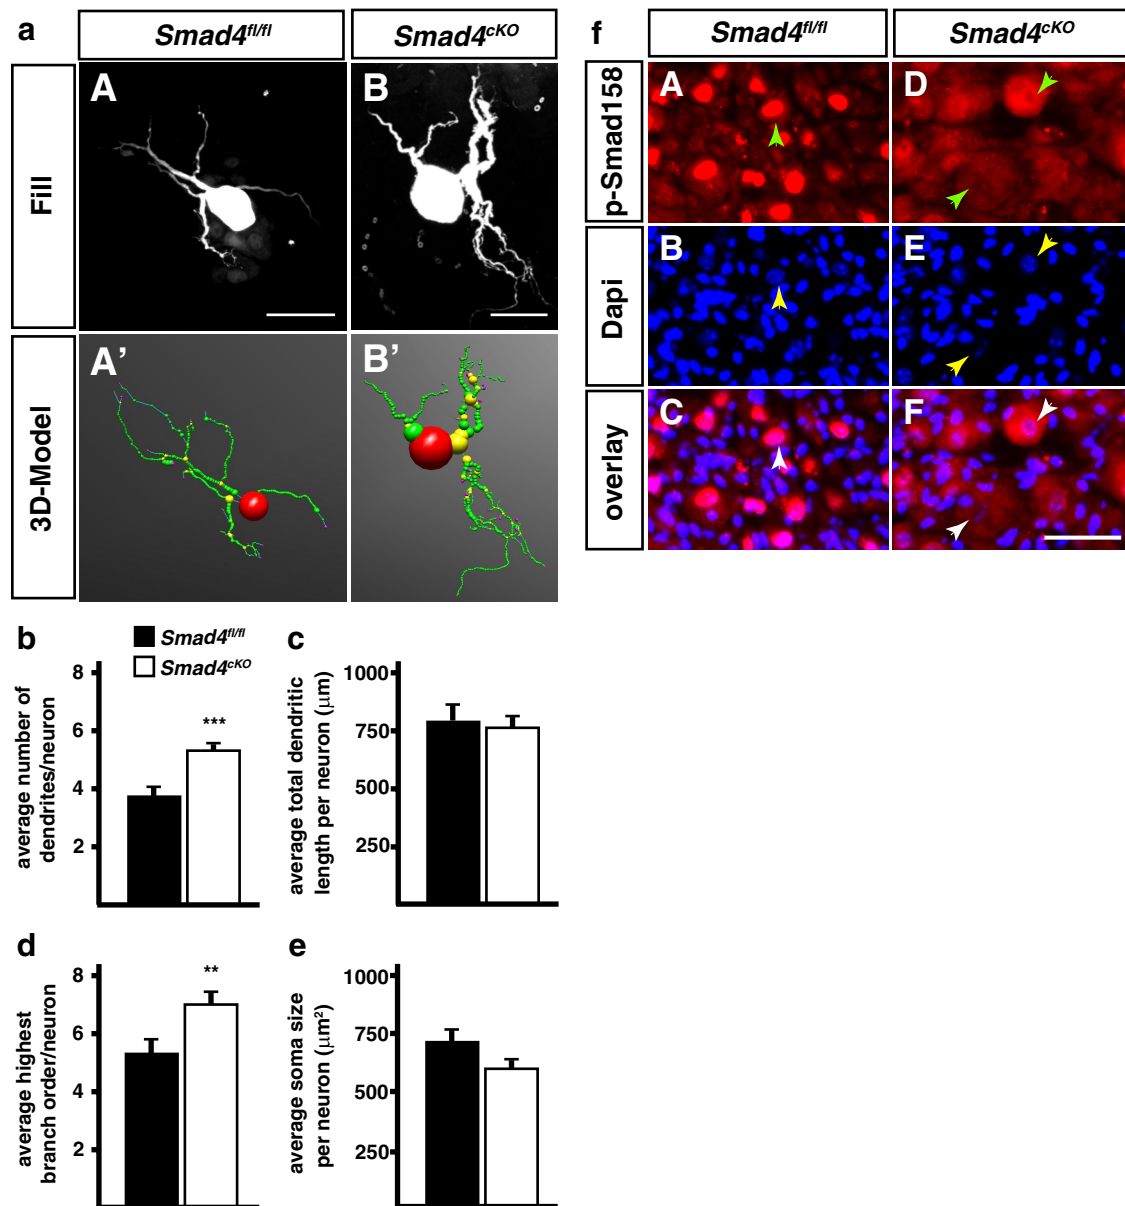 a
Smad4fl/fl
Smad4cKO
Fill
A
B
3D-Model
A’
B’
f
Smad4fl/fl
Smad4cKO
p-Smad158
A
D
Dapi
B
E
overlay
C
F
b
Smad4fl/fl
Smad4cKO
average number of
dendrites/neuron
8
6
4
2
***
c
average total dendritic
length per neuron (μm)
1000
750
500
250
d
average highest
branch order/neuron
8
6
4
2
**
e
average soma size
per neuron (μm²)
1000
750
500
250